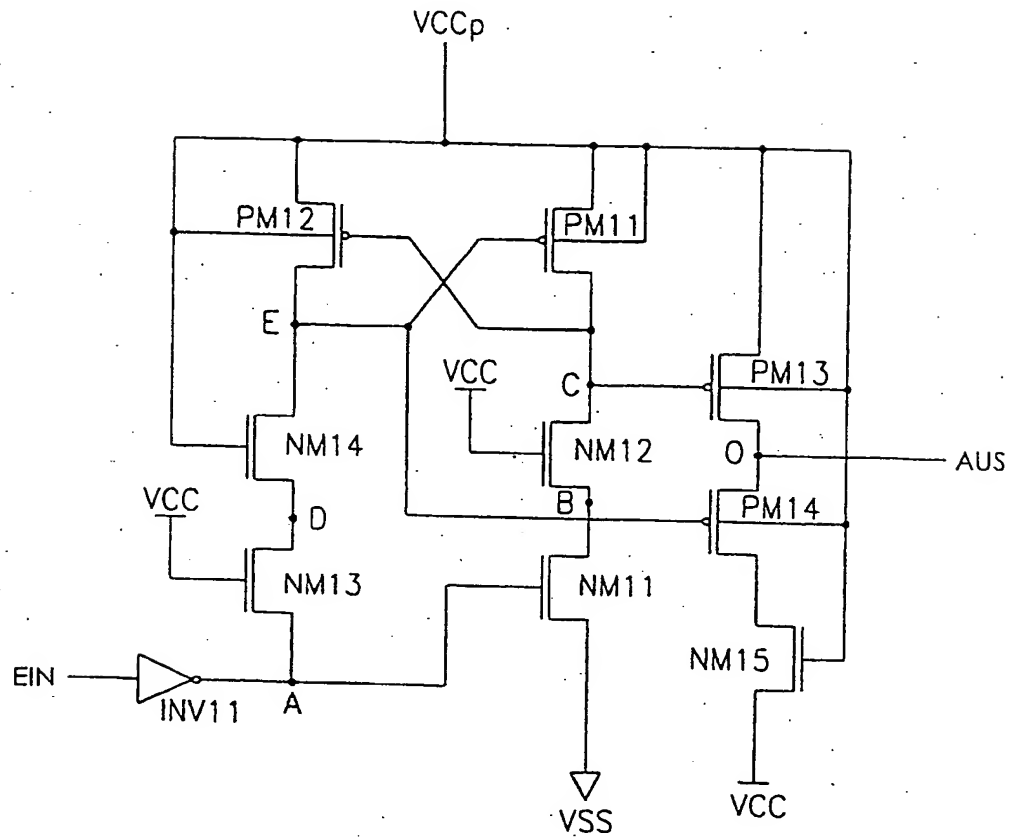 VCCp
PM12
PM11
E
VCC
C
PM13
NM14
NM12
O
AUS
VCC
D
B
PM14
NM13
NM11
NM15
EIN
INV11
A
VSS
VCC